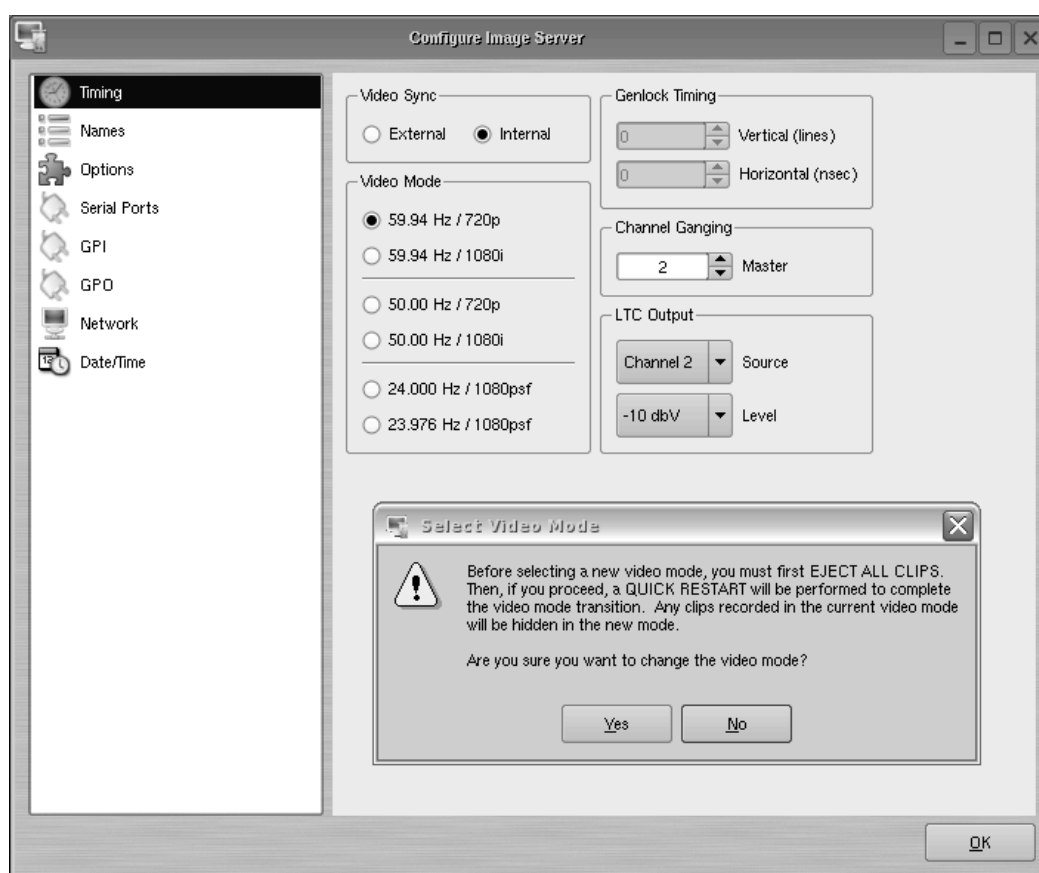 Configure Image Server
Timing
Names
Options
Serial Ports
GPI
GPO
Network
Date/Time
Video Sync
External
Internal
Video Mode
59.94 Hz / 720p
59.94 Hz / 1080i
50.00 Hz / 720p
50.00 Hz / 1080i
24.000 Hz / 1080psf
23.976 Hz / 1080psf
Genlock Timing
0 Vertical (lines)
0 Horizontal (nsec)
Channel Ganging
2 Master
LTC Output
Channel 2 Source
-10 dbV Level
Select Video Mode
Before selecting a new video mode, you must first EJECT ALL CLIPS.
Then, if you proceed, a QUICK RESTART will be performed to complete
the video mode transition. Any clips recorded in the current video mode
will be hidden in the new mode.
Are you sure you want to change the video mode?
Yes
No
OK